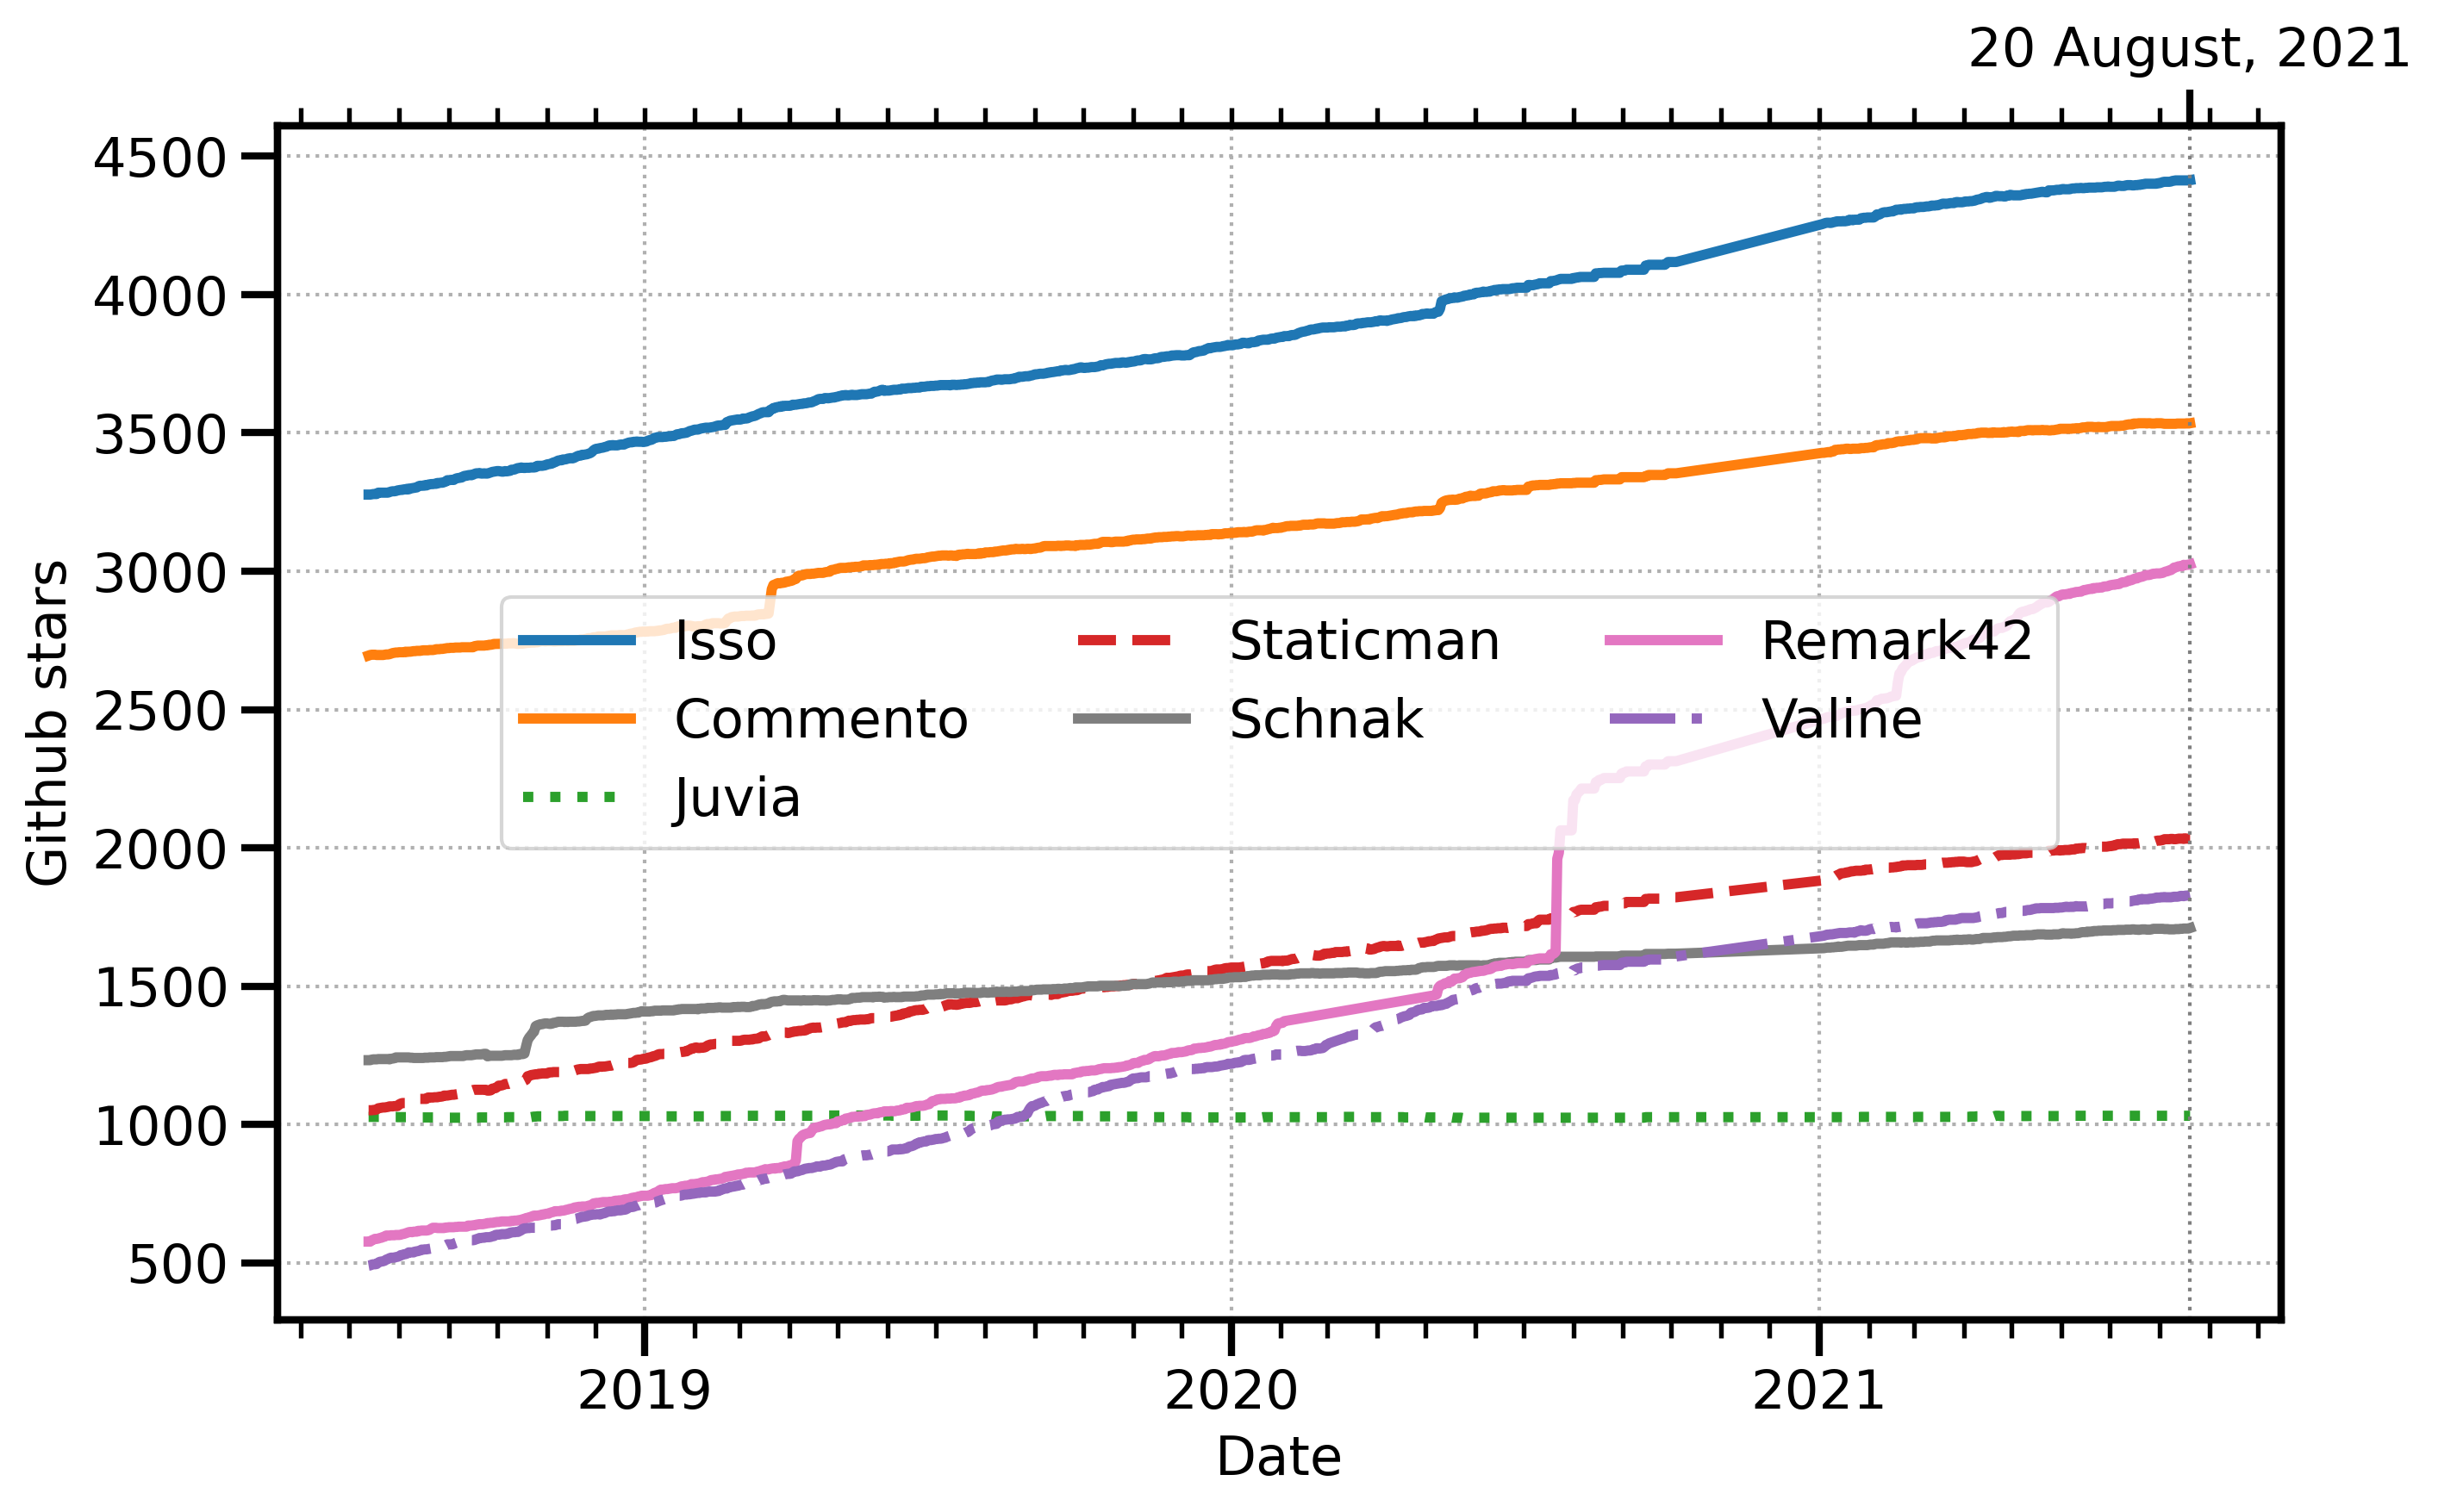 20 August, 2021
4500
4000
3500
3000
2500
2000
1500
1000
500
Github stars
Isso
Commento
Juvia
Staticman
Schnak
Remark42
Valine
2019
2020
2021
Date